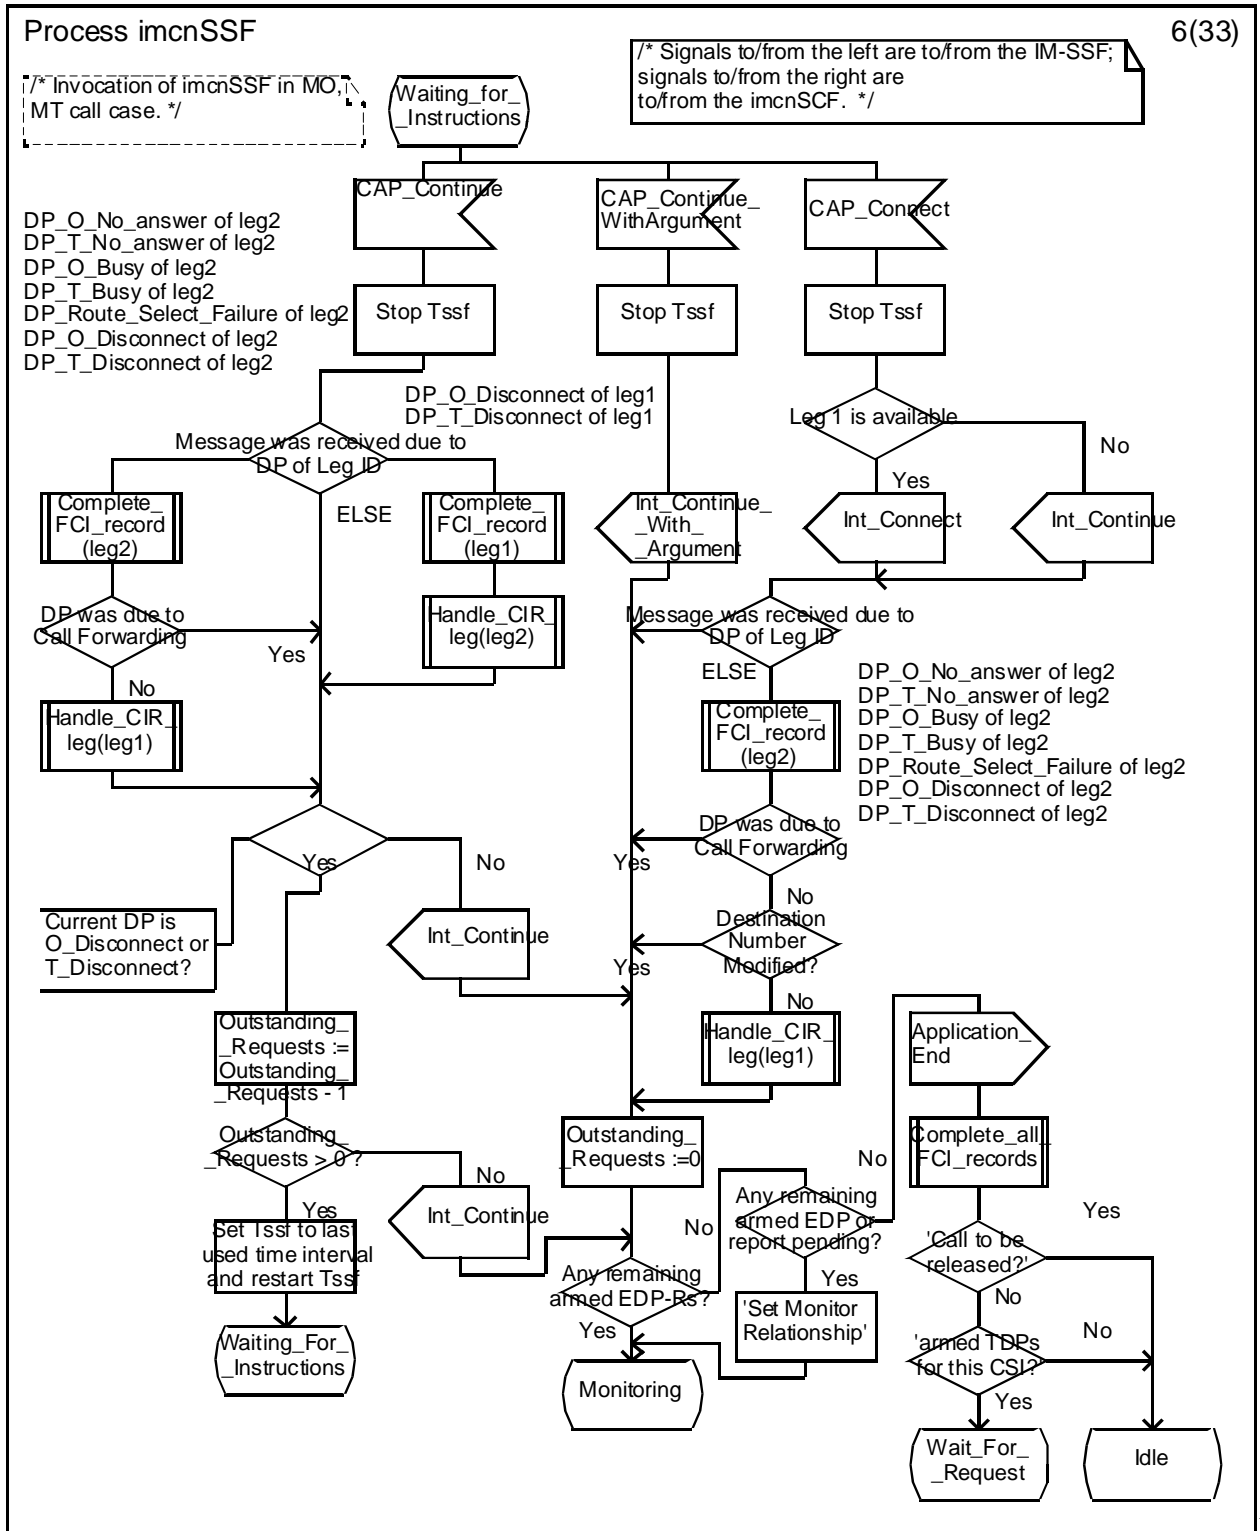 Process imcnSSF
6(33)
/* Invocation of imcnSSF in MO,
MT call case. */
Waiting_for_
_Instructions
/* Signals to/from the left are to/from the IM-SSF;
signals to/from the right are
to/from the imcnSCF.  */
CAP_Continue
CAP_Continue_
WithArgument
CAP_Connect
DP_O_No_answer of leg2
DP_T_No_answer of leg2
DP_O_Busy of leg2
DP_T_Busy of leg2
DP_Route_Select_Failure of leg2
DP_O_Disconnect of leg2
DP_T_Disconnect of leg2
Stop Tssf
Stop Tssf
Stop Tssf
DP_O_Disconnect of leg1
DP_T_Disconnect of leg1
Leg 1 is available
No
Yes
Message was received due to
DP of Leg ID
ELSE
Complete_
FCI_record
(leg2)
Complete_
FCI_record
(leg1)
Int_Continue_
_With_
_Argument
Int_Connect
Int_Continue
DP was due to
Call Forwarding
Yes
No
Handle_CIR_
leg(leg2)
Handle_CIR_
leg(leg1)
Message was received due to
DP of Leg ID
ELSE
DP_O_No_answer of leg2
DP_T_No_answer of leg2
DP_O_Busy of leg2
DP_T_Busy of leg2
DP_Route_Select_Failure of leg2
DP_O_Disconnect of leg2
DP_T_Disconnect of leg2
Complete_
FCI_record
(leg2)
DP was due to
Call Forwarding
Yes
No
Yes
No
Current DP is
O_Disconnect or
T_Disconnect?
Int_Continue
Destination
Number
Modified?
Yes
No
Handle_CIR_
leg(leg1)
Application_
End
Outstanding_
_Requests :=
Outstanding_
_Requests - 1
Outstanding_
_Requests > 0 ?
No
Yes
Int_Continue
Outstanding_
_Requests :=0
Complete_all_
FCI_records
No
Any remaining
armed EDP or
report pending?
No
Yes
Yes
'Call to be
released?'
No
Set Tssf to last
used time interval
and restart Tssf
Any remaining
armed EDP-Rs?
Yes
'Set Monitor
Relationship'
'armed TDPs
for this CSI?'
No
Yes
Waiting_For_
_Instructions
Monitoring
Wait_For_
_Request
Idle